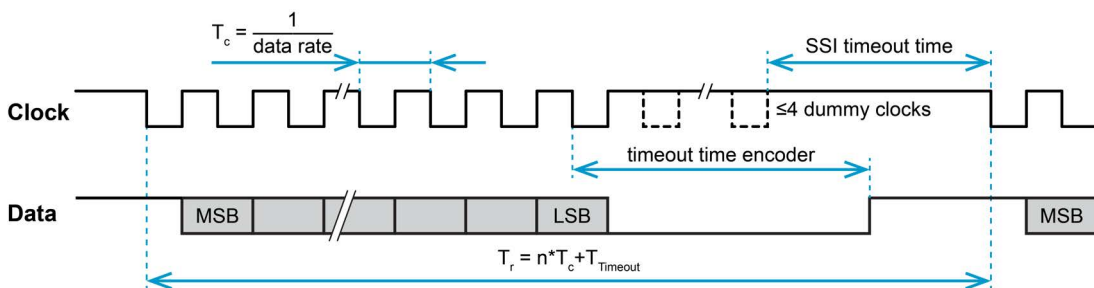 T_c = 1
data rate
SSI timeout time
Clock
≤4 dummy clocks
timeout time encoder
Data
MSB
LSB
MSB
T_r = n*T_c+T_Timeout